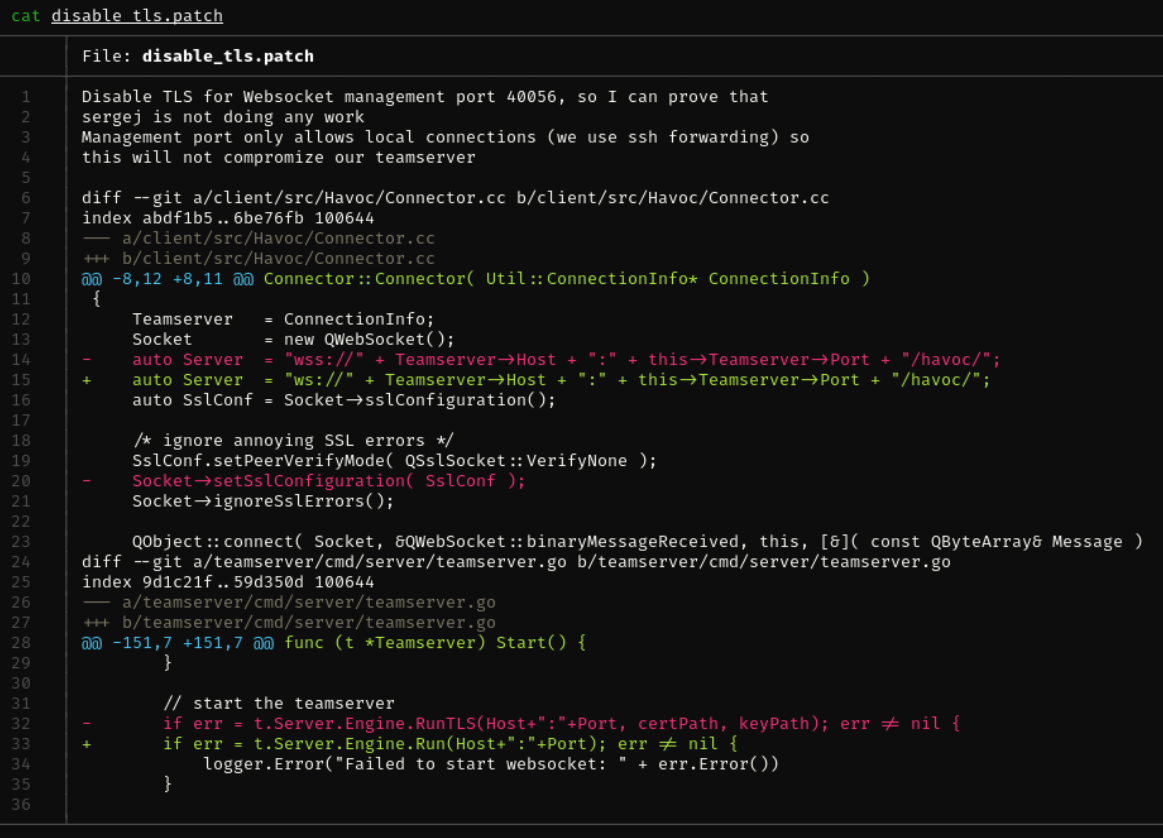 cat disable_tls.patch
File: disable_tls.patch
1 Disable TLS for Websocket management port 40056, so I can prove that
2 sergej is not doing any work
3 Management port only allows local connections (we use ssh forwarding) so
4 this will not compromize our teamserver
5
6 diff --git a/client/src/Havoc/Connector.cc b/client/src/Havoc/Connector.cc
7 index abdf1b5..6be76fb 100644
8 --- a/client/src/Havoc/Connector.cc
9 +++ b/client/src/Havoc/Connector.cc
10 @@ -8,12 +8,11 @@ Connector::Connector( Util::ConnectionInfo* ConnectionInfo )
11  {
12      Teamserver   = ConnectionInfo;
13      Socket       = new QWebSocket();
14 -    auto Server  = "wss://" + Teamserver->Host + ":" + this->Teamserver->Port + "/havoc/";
15 +    auto Server  = "ws://" + Teamserver->Host + ":" + this->Teamserver->Port + "/havoc/";
16      auto SslConf = Socket->sslConfiguration();
17
18      /* ignore annoying SSL errors */
19      SslConf.setPeerVerifyMode( QSslSocket::VerifyNone );
20 -    Socket->setSslConfiguration( SslConf );
21      Socket->ignoreSslErrors();
22
23      QObject::connect( Socket, &QWebSocket::binaryMessageReceived, this, [&]( const QByteArray& Message )
24 diff --git a/teamserver/cmd/server/teamserver.go b/teamserver/cmd/server/teamserver.go
25 index 9d1c21f..59d350d 100644
26 --- a/teamserver/cmd/server/teamserver.go
27 +++ b/teamserver/cmd/server/teamserver.go
28 @@ -151,7 +151,7 @@ func (t *Teamserver) Start() {
29         }
30
31         // start the teamserver
32 -       if err = t.Server.Engine.RunTLS(Host+":"+Port, certPath, keyPath); err != nil {
33 +       if err = t.Server.Engine.Run(Host+":"+Port); err != nil {
34             logger.Error("Failed to start websocket: " + err.Error())
35         }
36